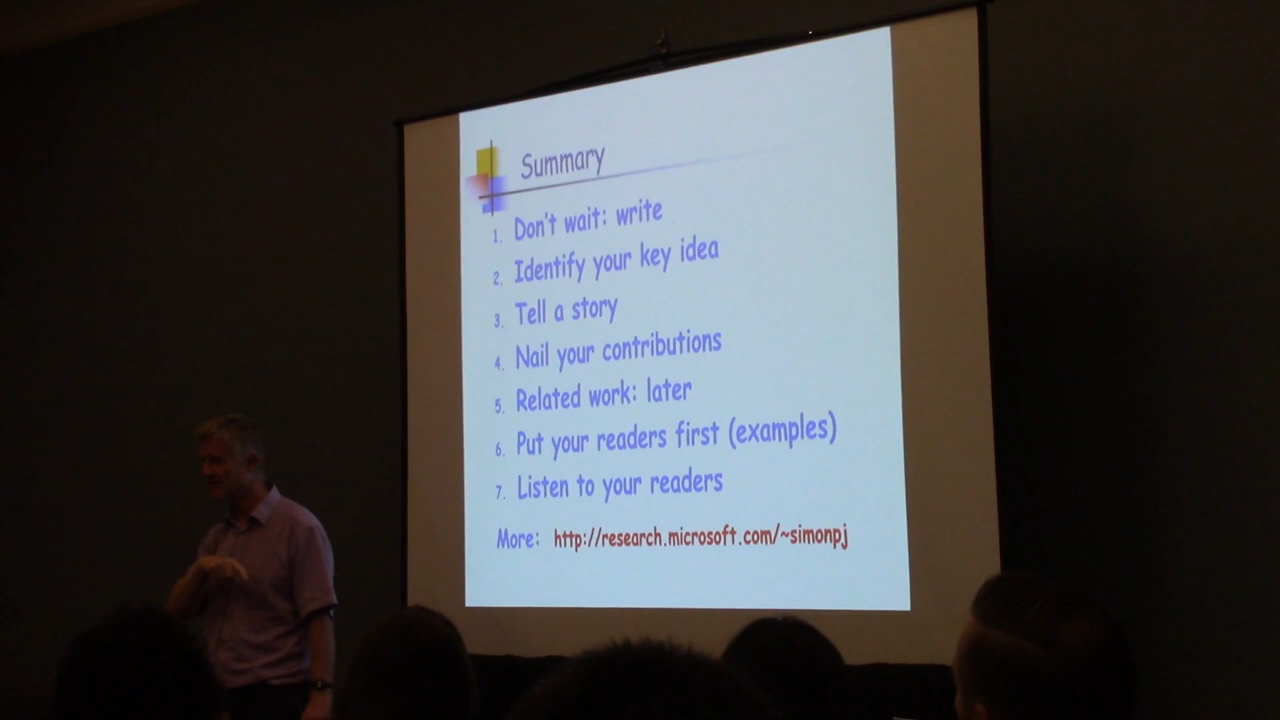 Summary
1. Don't wait: write
2. Identify your key idea
3. Tell a story
4. Nail your contributions
5. Related work: later
6. Put your readers first (examples)
7. Listen to your readers
More: http://research.microsoft.com/~simonpj